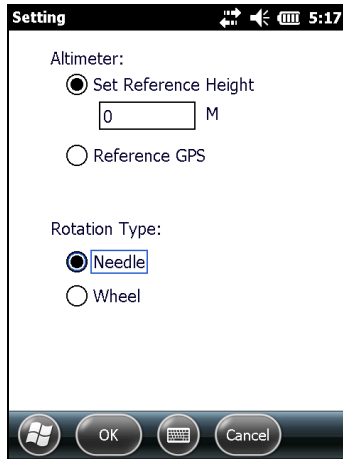 Setting 5:17
Altimeter:
Set Reference Height
0 M
Reference GPS
Rotation Type:
Needle
Wheel
OK Cancel